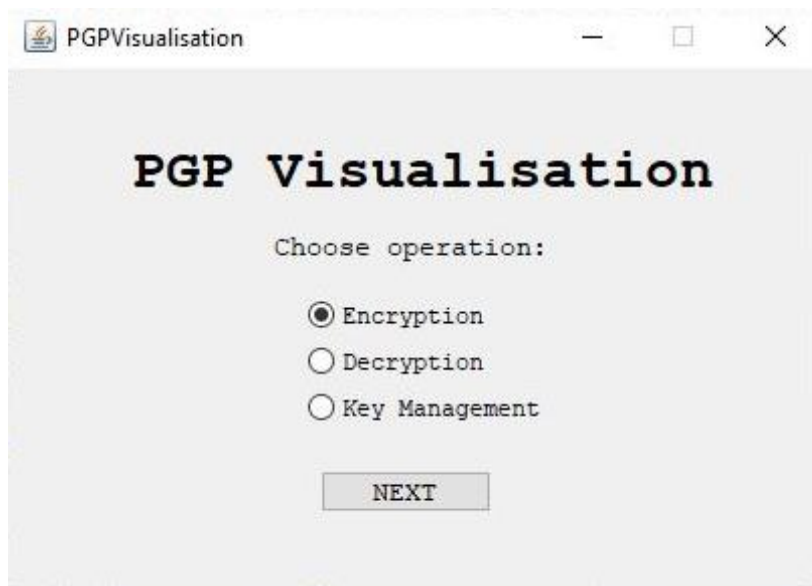 PGPVisualisation
PGP Visualisation
Choose operation:
Encryption
Decryption
Key Management
NEXT